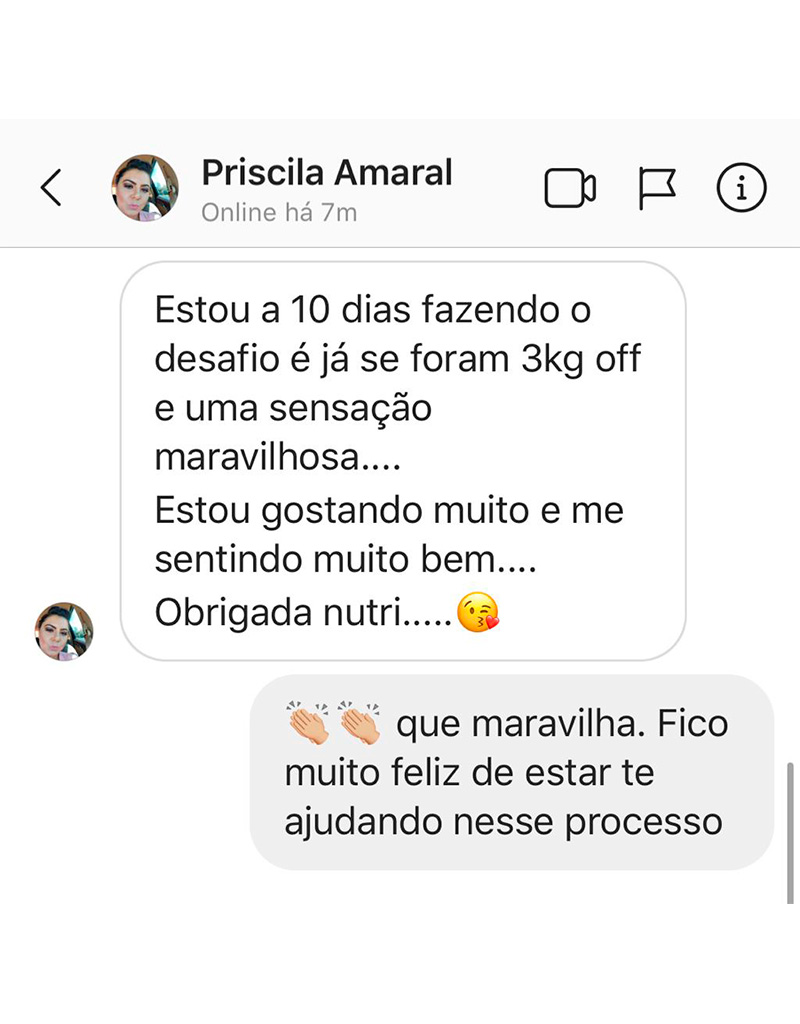 Priscila Amaral
Online há 7m
Estou a 10 dias fazendo o
desafio é já se foram 3kg off
e uma sensação
maravilhosa....
Estou gostando muito e me
sentindo muito bem....
Obrigada nutri.....😘
👏🏼👏🏼 que maravilha. Fico
muito feliz de estar te
ajudando nesse processo